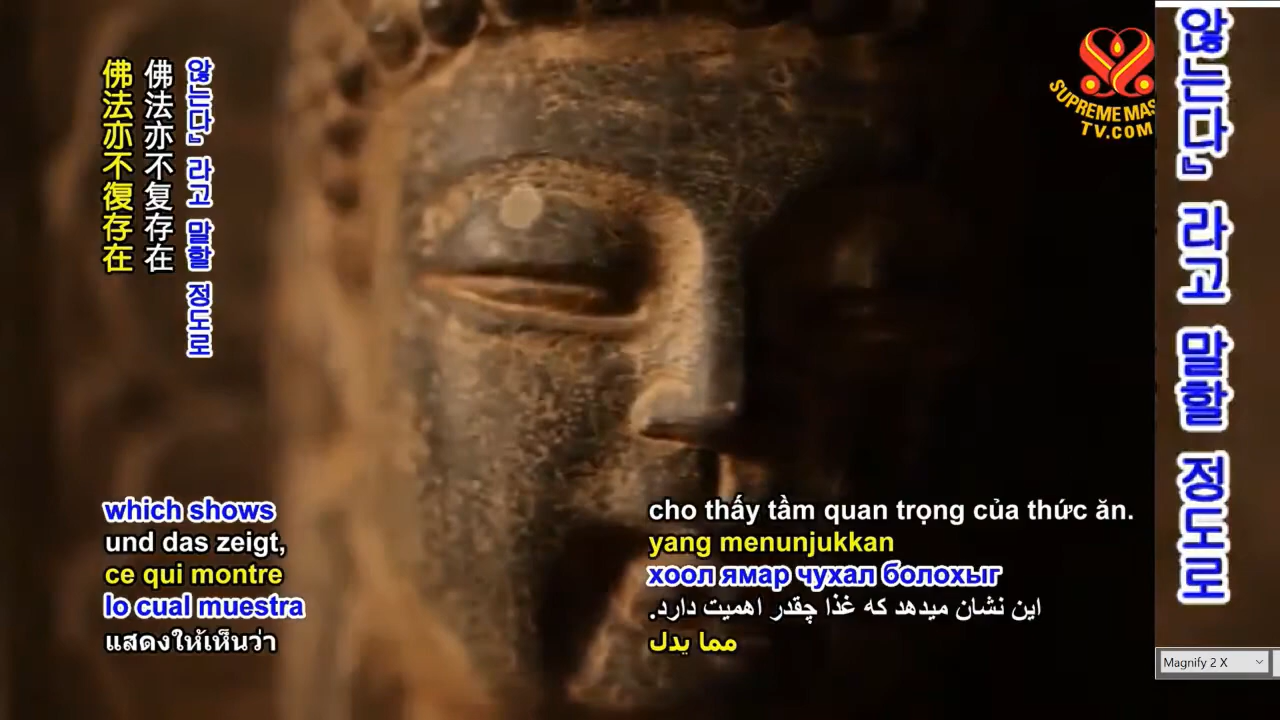 않는다』 라고 말할 정도로
佛法亦不复存在
佛法亦不復存在
SUPREME MAS
TV.COM
which shows
und das zeigt,
ce qui montre
lo cual muestra
แสดงให้เห็นว่า
cho thấy tầm quan trọng của thức ăn.
yang menunjukkan
хоол ямар чухал болохыг
این نشان میدهد که غذا چقدر اهمیت دارد.
مما يدل
않는다』 라고 말할 정도로
Magnify 2 X